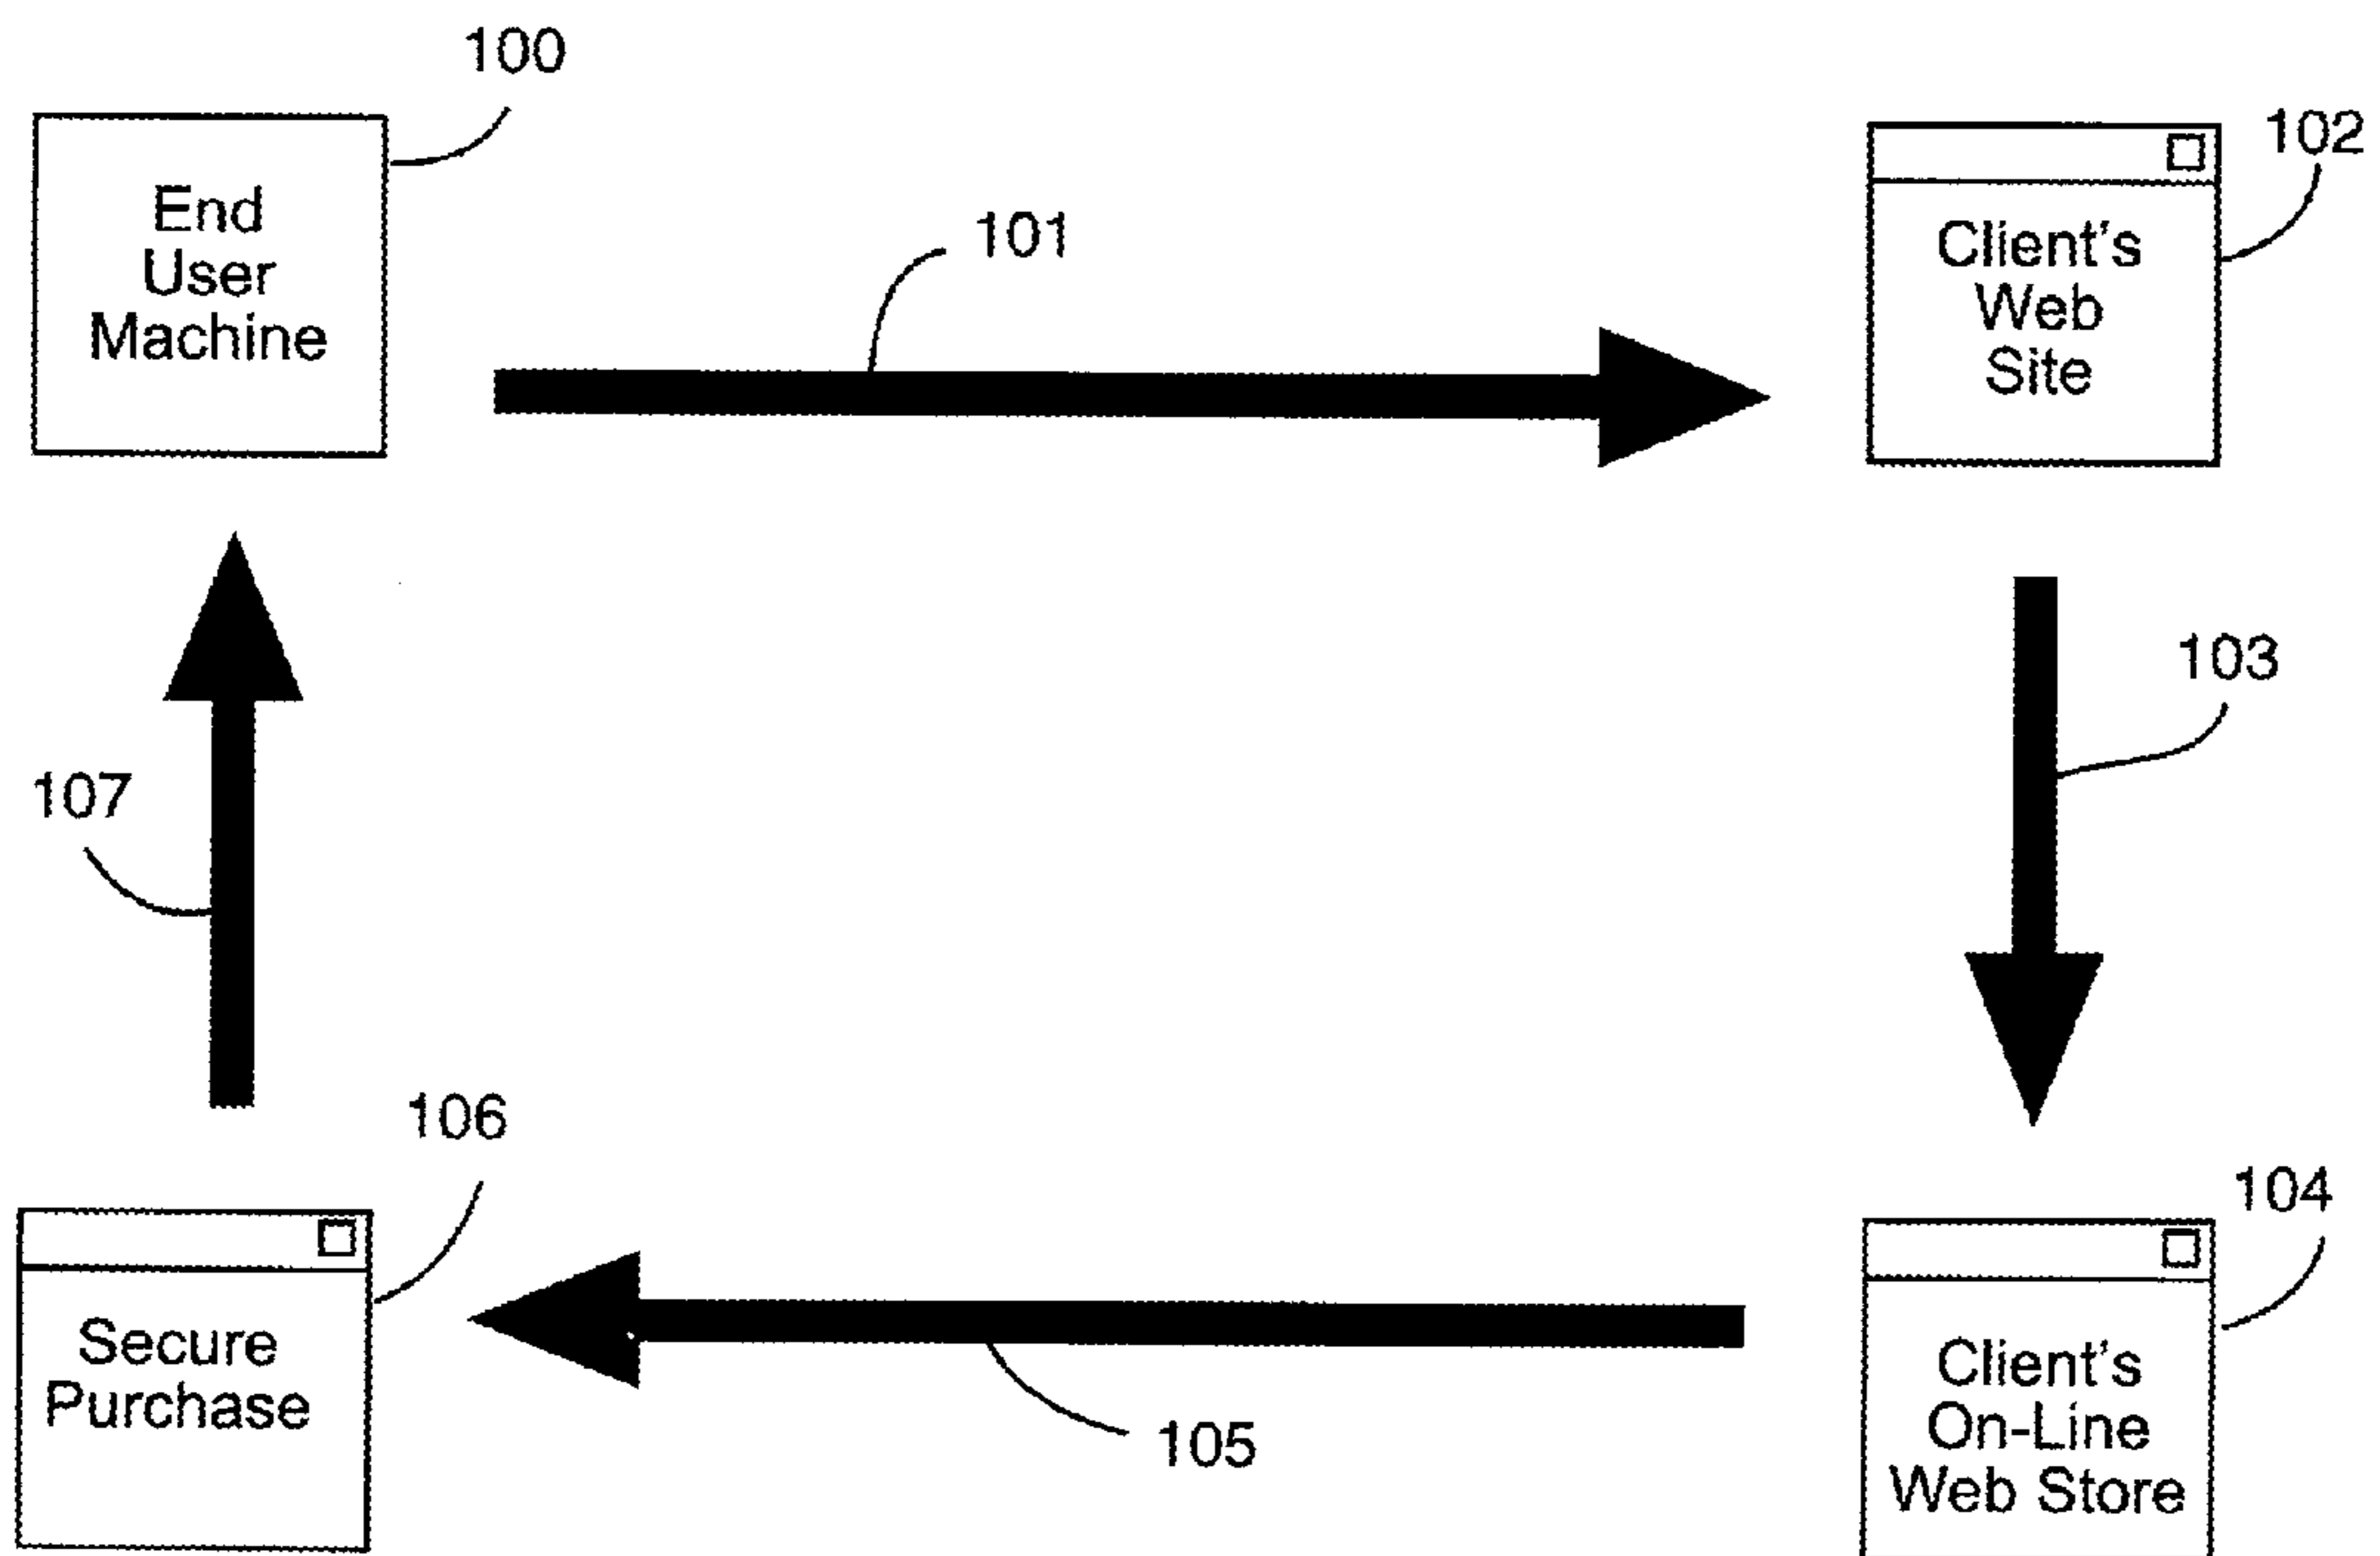 100
End
User
Machine
101
102
Client's
Web
Site
103
107
106
Secure
Purchase
105
104
Client's
On-Line
Web Store